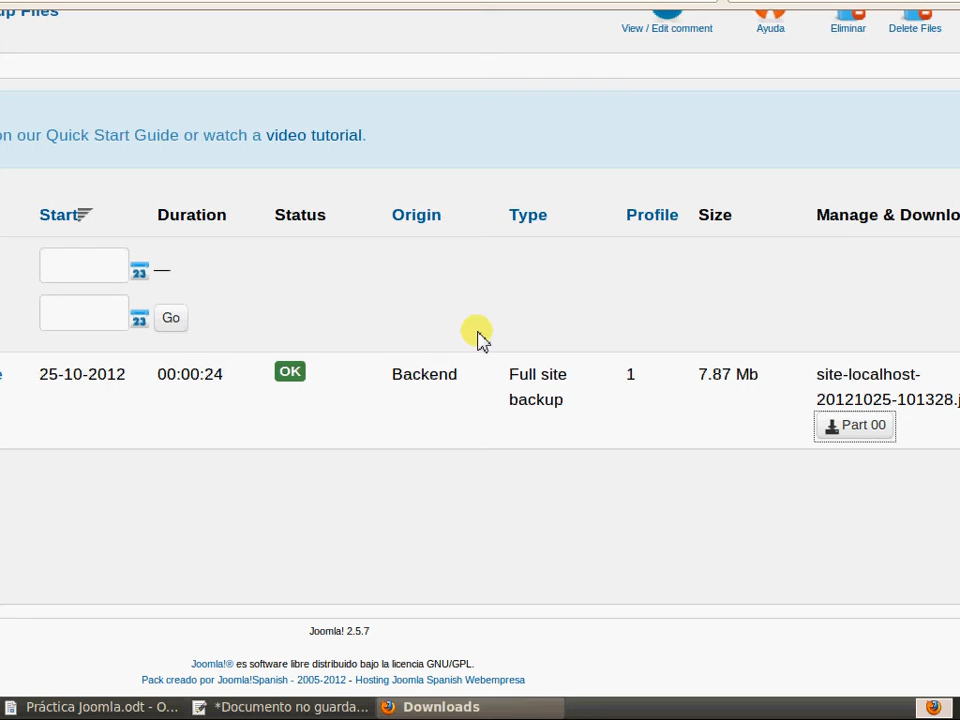 up Files
View / Edit comment
Ayuda
Eliminar
Delete Files
on our Quick Start Guide or watch a video tutorial.
Start Duration Status Origin Type Profile Size Manage & Downlo
23 —
23 Go
25-10-2012 00:00:24 OK Backend Full site 1 7.87 Mb site-localhost-
backup 20121025-101328.j
Part 00
Joomla! 2.5.7
Joomla!® es software libre distribuido bajo la licencia GNU/GPL.
Pack creado por Joomla!Spanish - 2005-2012 - Hosting Joomla Spanish Webempresa
Práctica Joomla.odt - O... *Documento no guarda... Downloads